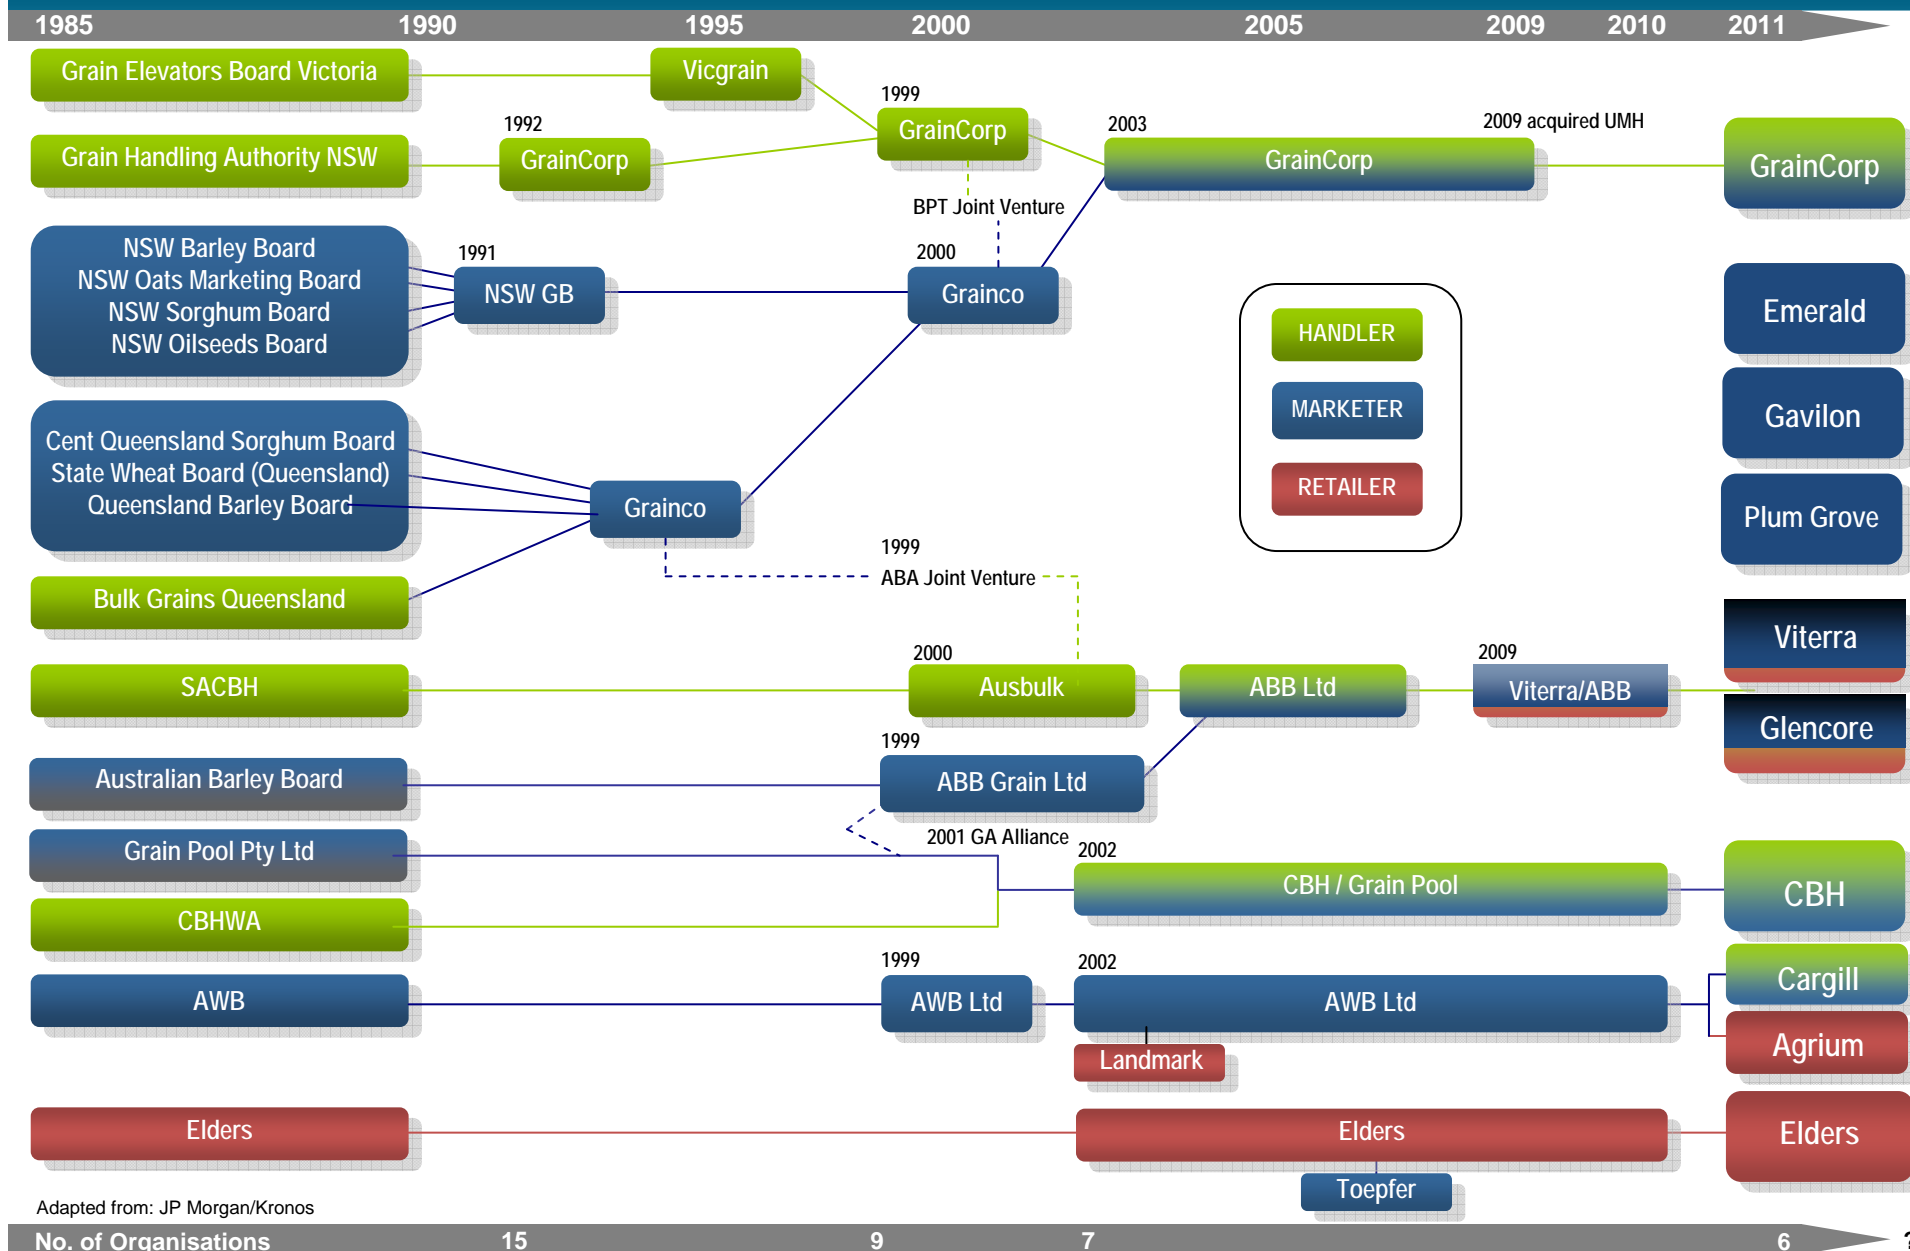 1985 1990 1995 2000 2005 2009 2010 2011
Grain Elevators Board Victoria
Vicgrain
1999
GrainCorp
1992
2003
2009 acquired UMH
Grain Handling Authority NSW
GrainCorp
GrainCorp
GrainCorp
BPT Joint Venture
NSW Barley Board
NSW Oats Marketing Board
NSW Sorghum Board
NSW Oilseeds Board
1991
NSW GB
2000
Grainco
Emerald
HANDLER
MARKETER
RETAILER
Gavilon
Plum Grove
Cent Queensland Sorghum Board
State Wheat Board (Queensland)
Queensland Barley Board
Grainco
1999
ABA Joint Venture
Bulk Grains Queensland
SACBH
2000
Ausbulk
ABB Ltd
2009
Viterra/ABB
Viterra
Glencore
Australian Barley Board
1999
ABB Grain Ltd
2001 GA Alliance
Grain Pool Pty Ltd
2002
CBH / Grain Pool
CBH
CBHWA
AWB
1999
AWB Ltd
2002
AWB Ltd
Landmark
Cargill
Agrium
Elders
Elders
Toepfer
Elders
Adapted from: JP Morgan/Kronos
No. of Organisations 15 9 7 6 ?